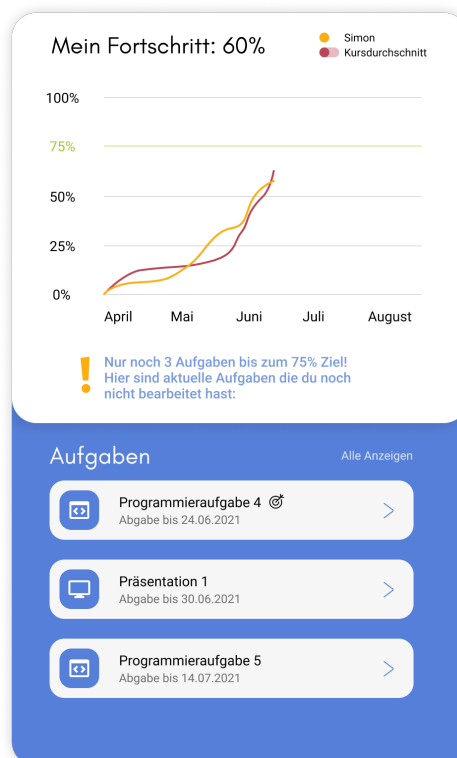 Mein Fortschritt: 60%
Simon
Kursdurchschnitt
100%
75%
50%
25%
0%
April Mai Juni Juli August
! Nur noch 3 Aufgaben bis zum 75% Ziel!
Hier sind aktuelle Aufgaben die du noch
nicht bearbeitet hast:
Aufgaben
Alle Anzeigen
Programmieraufgabe 4
Abgabe bis 24.06.2021
Präsentation 1
Abgabe bis 30.06.2021
Programmieraufgabe 5
Abgabe bis 14.07.2021